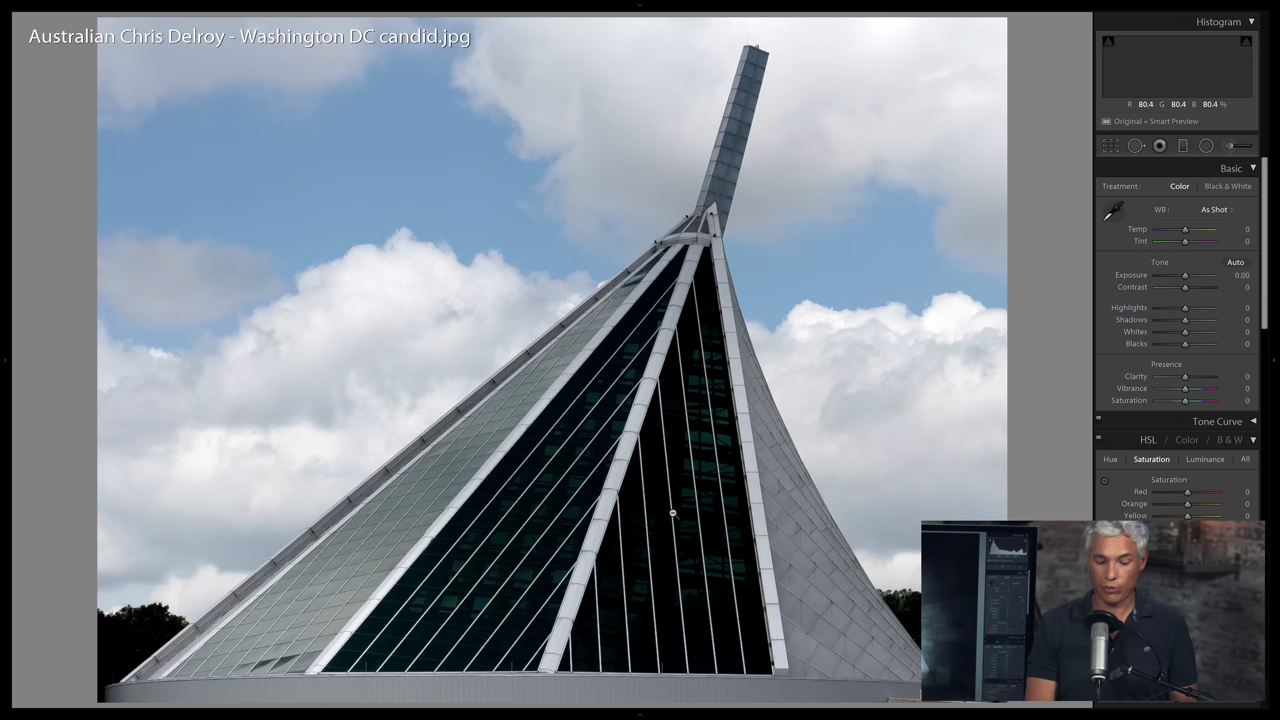 Australian Chris Delroy - Washington DC candid.jpg
Histogram
R 80.4 G 80.4 B 80.4 %
Original + Smart Preview
Basic
Treatment: Color Black & White
WB: As Shot
Temp 0
Tint 0
Tone Auto
Exposure 0.00
Contrast 0
Highlights 0
Shadows 0
Whites 0
Blacks 0
Presence
Clarity 0
Vibrance 0
Saturation 0
Tone Curve
HSL / Color / B & W
Hue Saturation Luminance All
Saturation
Red 0
Orange 0
Yellow 0